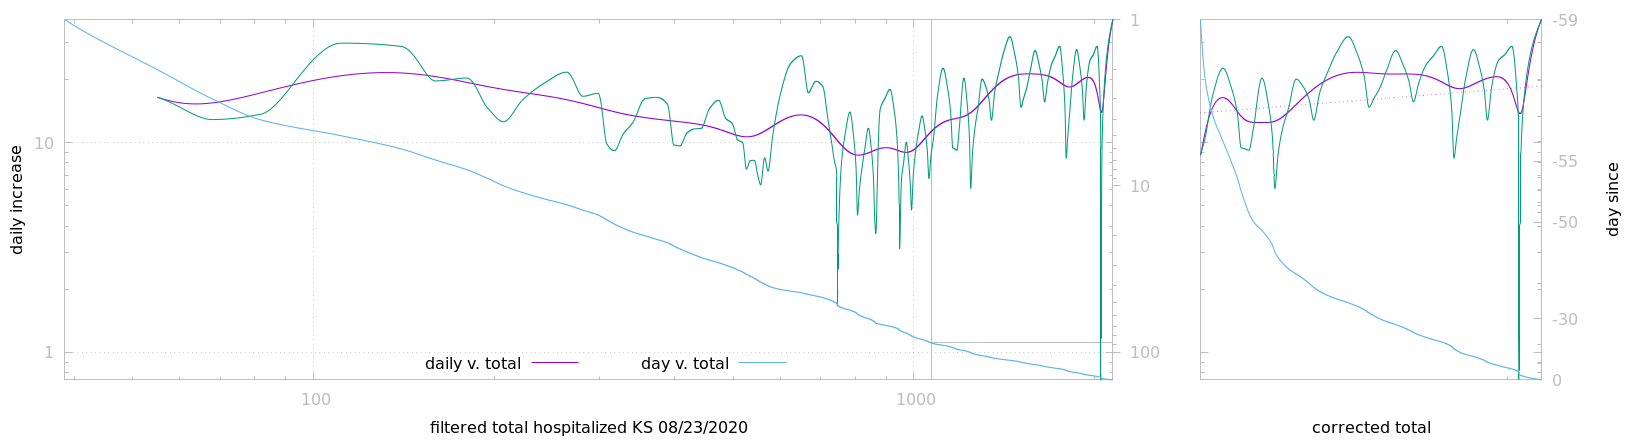 1
-59
10
-55
daily increase
10
-50
day since
-30
1
daily v. total
day v. total
100
0
100
1000
filtered total hospitalized KS 08/23/2020
corrected total